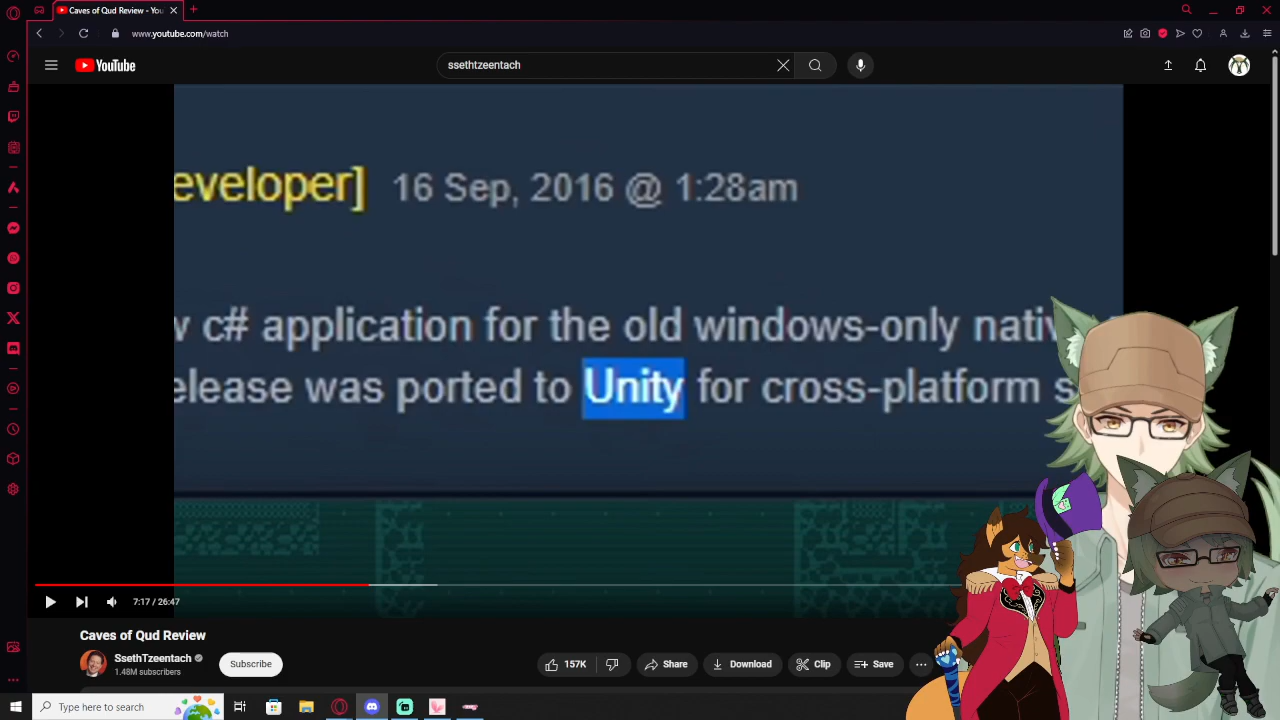 Caves of Qud Review - You
www.youtube.com/watch
YouTube
ssethtzeentach
eveloper] 16 Sep, 2016 @ 1:28am
c# application for the old windows-only
elease was ported to Unity for cross-platform s
7:17 / 26:47
Caves of Qud Review
SsethTzeentach
1.48M subscribers
Subscribe
157K
Share
Download
Clip
Save
Type here to search